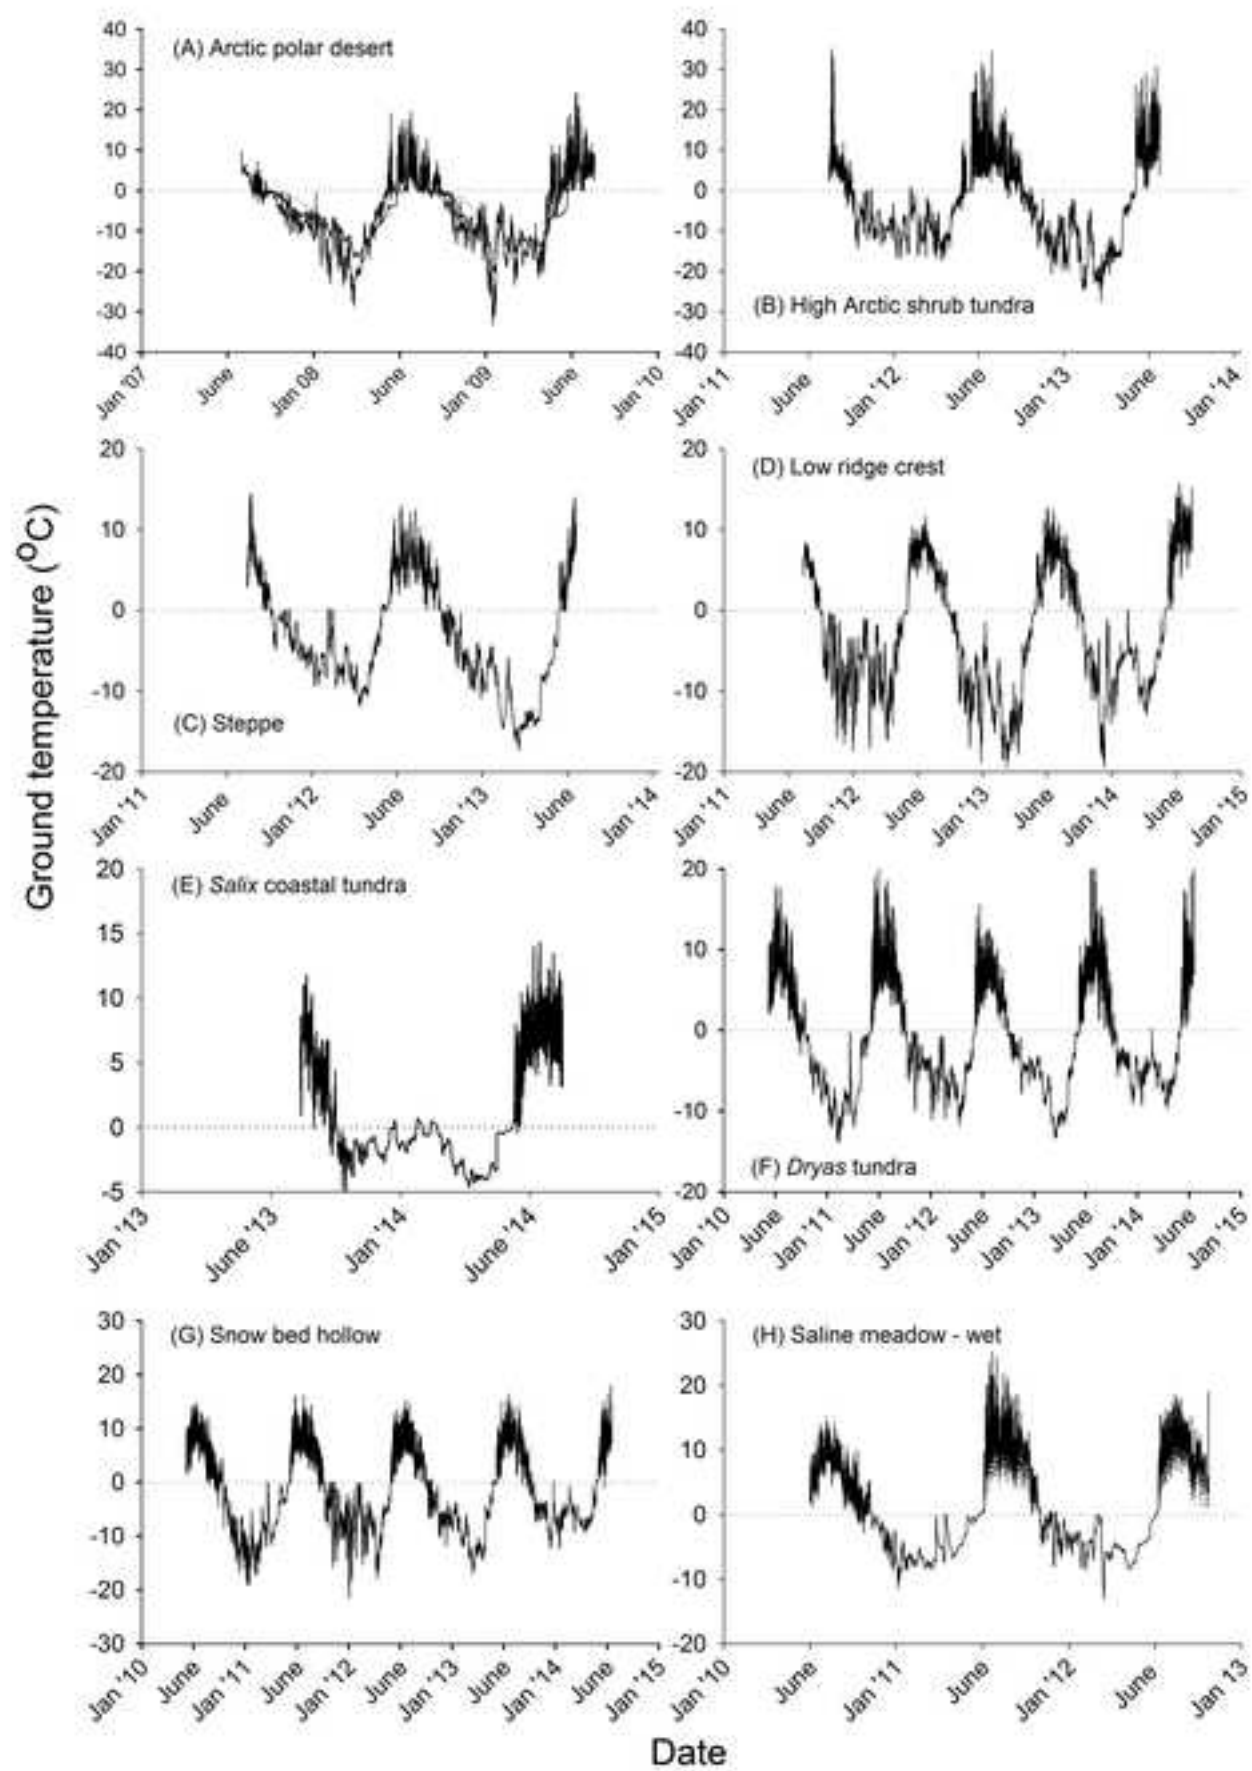 Ground temperature (°C)
(A) Arctic polar desert
40
30
20
10
0
-10
-20
-30
-40
Jan '07
June
Jan 08
June
Jan '09
June
Jan '10
(B) High Arctic shrub tundra
40
30
20
10
0
-10
-20
-30
-40
Jan '11
June
Jan '12
June
Jan '13
June
Jan '14
(C) Steppe
20
10
0
-10
-20
Jan '11
June
Jan '12
June
Jan '13
June
Jan '14
(D) Low ridge crest
20
10
0
-10
-20
Jan '11
June
Jan '12
June
Jan '13
June
Jan '14
June
Jan '15
(E) Salix coastal tundra
20
15
10
5
0
-5
Jan '13
June '13
Jan '14
June '14
Jan '15
(F) Dryas tundra
20
10
0
-10
-20
Jan '10
June
Jan '11
June
Jan '12
June
Jan '13
June
Jan '14
June
Jan '15
(G) Snow bed hollow
30
20
10
0
-10
-20
-30
Jan '10
June
Jan '11
June
Jan '12
June
Jan '13
June
Jan '14
June
Jan '15
(H) Saline meadow - wet
30
20
10
0
-10
-20
Jan '10
June
Jan '11
June
Jan '12
June
Jan '13
Date